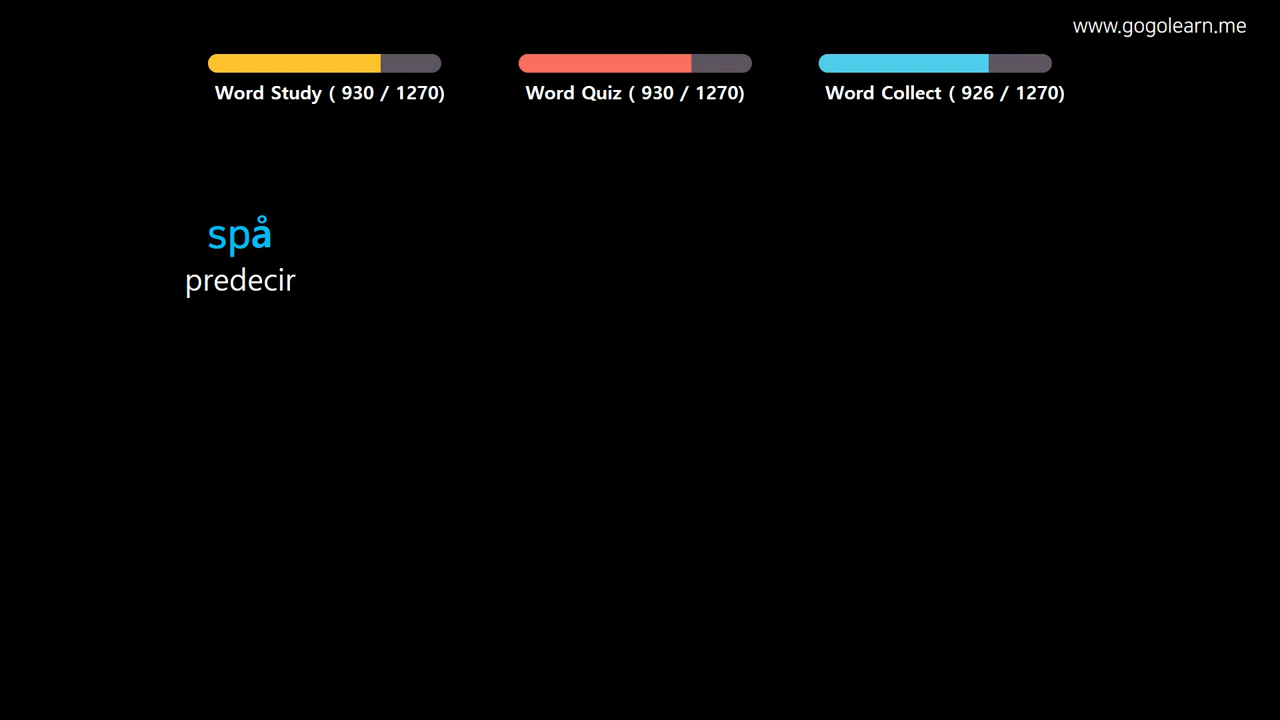 www.gogolearn.me
Word Study ( 930 / 1270)
Word Quiz ( 930 / 1270)
Word Collect ( 926 / 1270)
spå
predecir